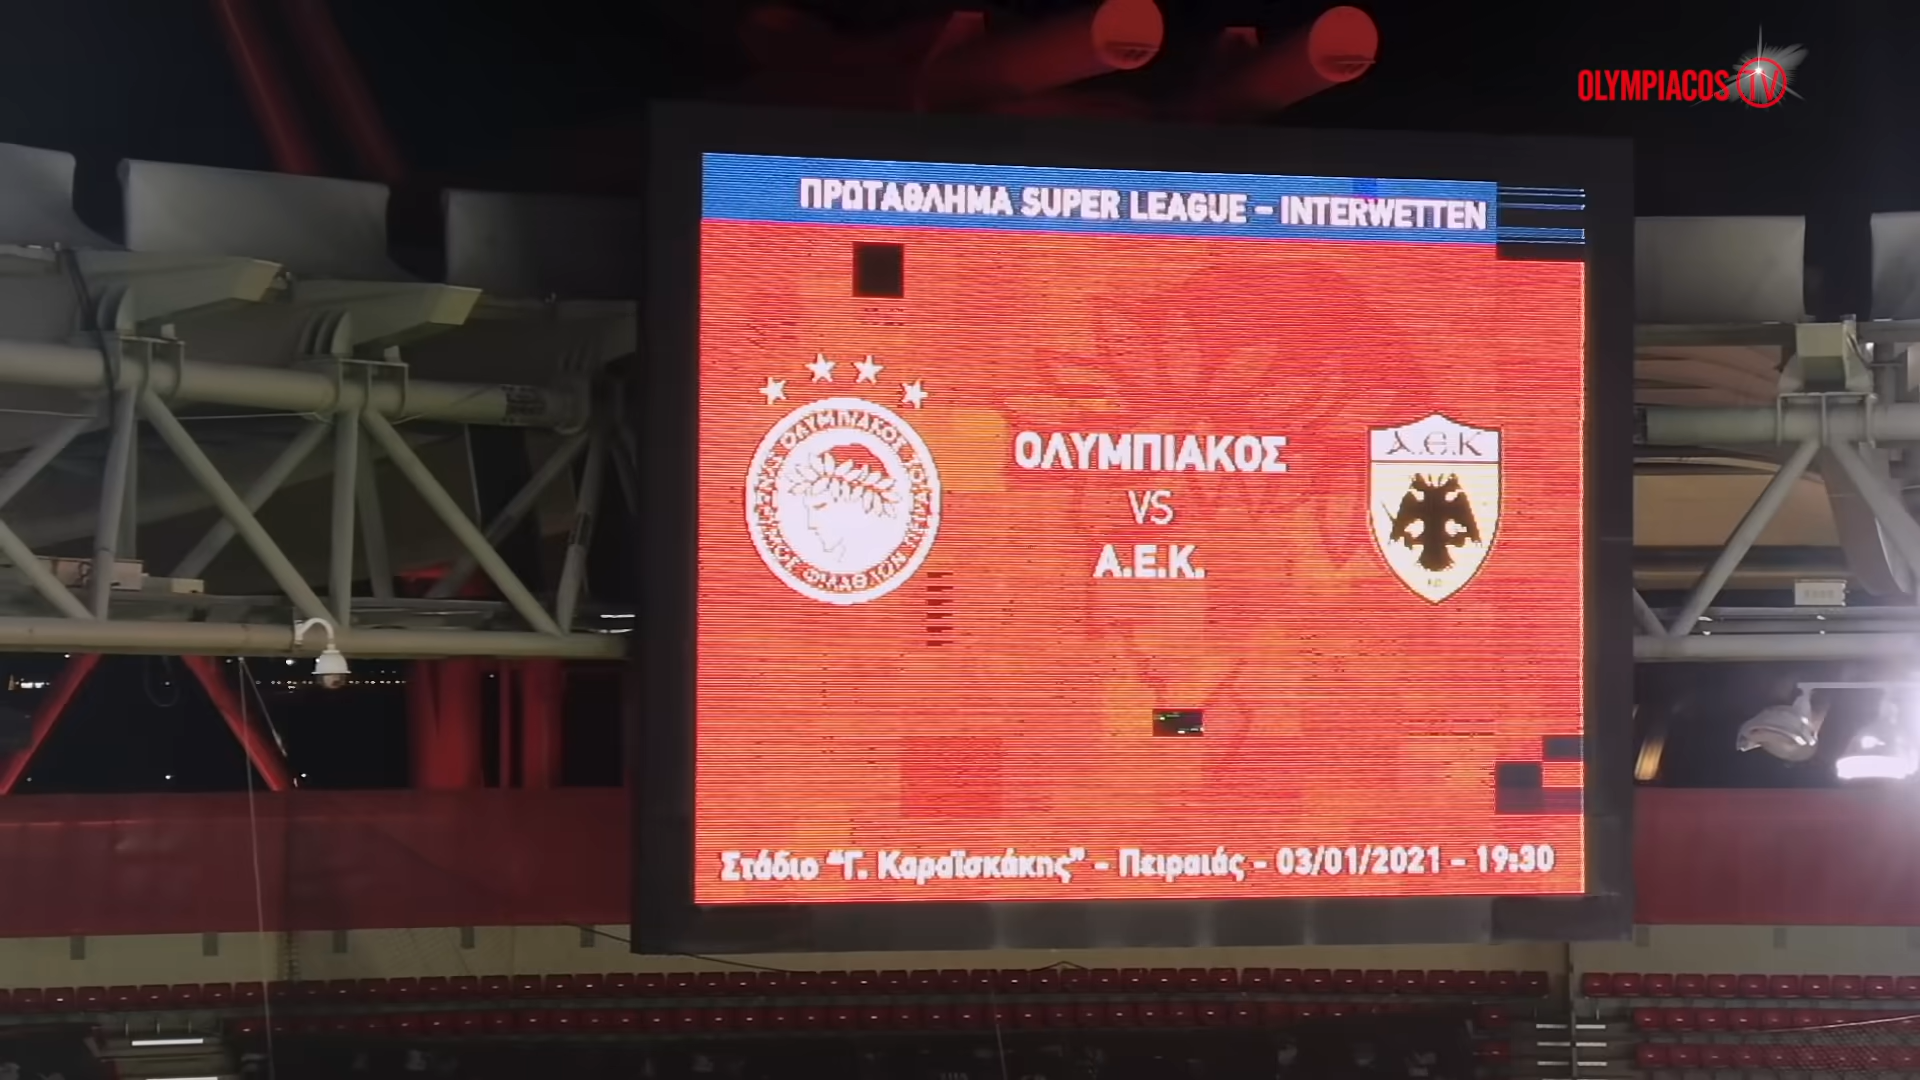 OLYMPIACOS TV
ΠΡΩΤΑΘΛΗΜΑ SUPER LEAGUE - INTERWETTEN
ΟΛΥΜΠΙΑΚΟΣ
VS
Α.Ε.Κ.
Α.Ε.Κ
Στάδιο “Γ. Καραϊσκάκης” - Πειραιάς - 03/01/2021 - 19:30